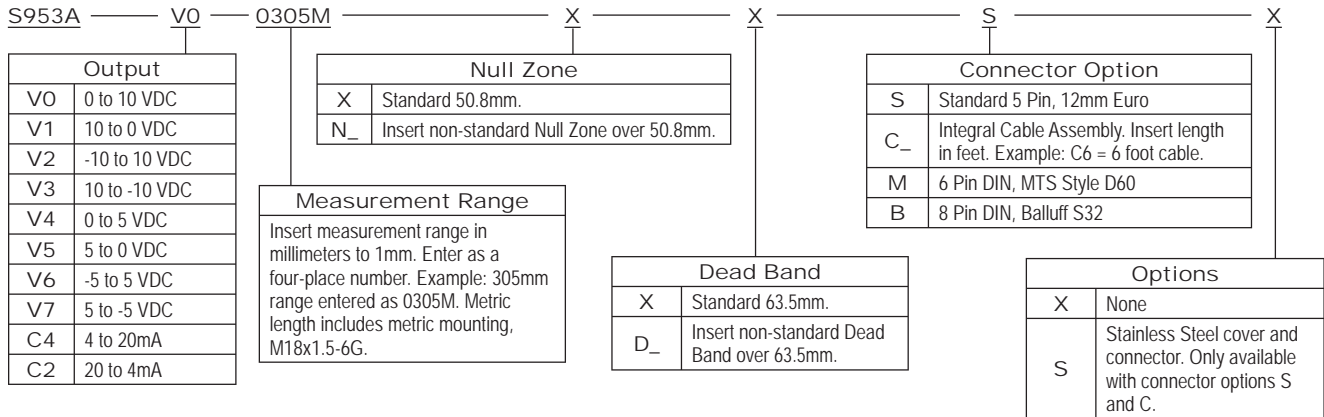 S953A V0 0305M X X S X
Output
V0 0 to 10 VDC
V1 10 to 0 VDC
V2 -10 to 10 VDC
V3 10 to -10 VDC
V4 0 to 5 VDC
V5 5 to 0 VDC
V6 -5 to 5 VDC
V7 5 to -5 VDC
C4 4 to 20mA
C2 20 to 4mA
Null Zone
X Standard 50.8mm.
N_ Insert non-standard Null Zone over 50.8mm.
Measurement Range
Insert measurement range in
millimeters to 1mm. Enter as a
four-place number. Example: 305mm
range entered as 0305M. Metric
length includes metric mounting,
M18x1.5-6G.
Dead Band
X Standard 63.5mm.
D_ Insert non-standard Dead
Band over 63.5mm.
Connector Option
S Standard 5 Pin, 12mm Euro
C_ Integral Cable Assembly. Insert length
in feet. Example: C6 = 6 foot cable.
M 6 Pin DIN, MTS Style D60
B 8 Pin DIN, Balluff S32
Options
X None
S Stainless Steel cover and
connector. Only available
with connector options S
and C.